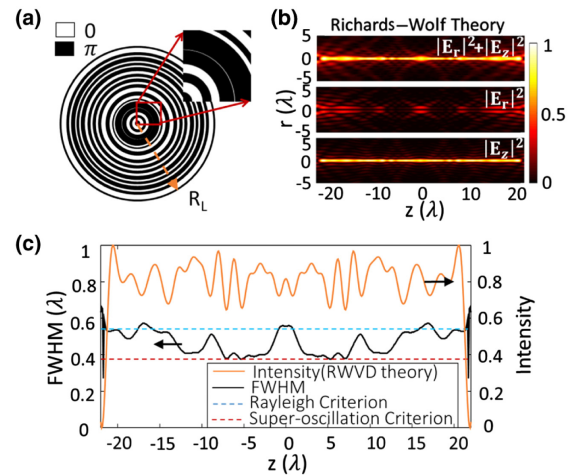 (a)
0
π
R_L
(b)
Richards—Wolf Theory
|E_r|²+|E_z|²
|E_r|²
|E_z|²
5
0
-5
5
0
-5
5
0
-5
r (λ)
-20 -10 0 10 20
z (λ)
1
0.5
0
(c)
1
0.8
0.6
0.4
0.2
0
FWHM (λ)
1
0.8
0.6
0.4
0.2
0
Intensity
Intensity(RWVD theory)
FWHM
Rayleigh Criterion
Super-oscillation Criterion
-20 -15 -10 -5 0 5 10 15 20
z (λ)